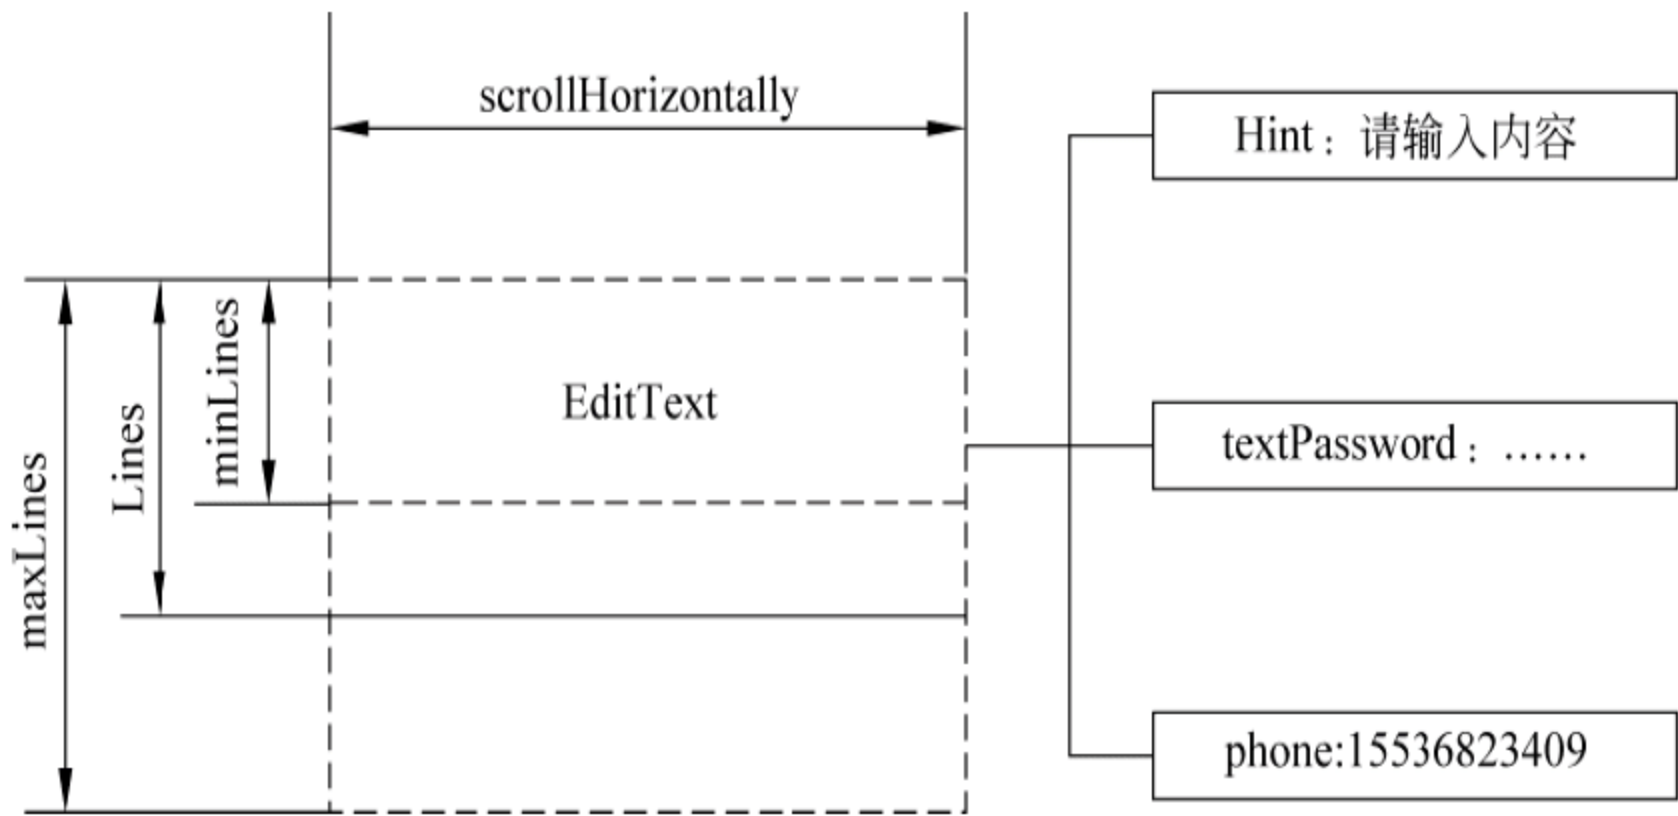 scrollHorizontally
Hint：请输入内容
minLines
EditText
Lines
textPassword：……
maxLines
phone:15536823409